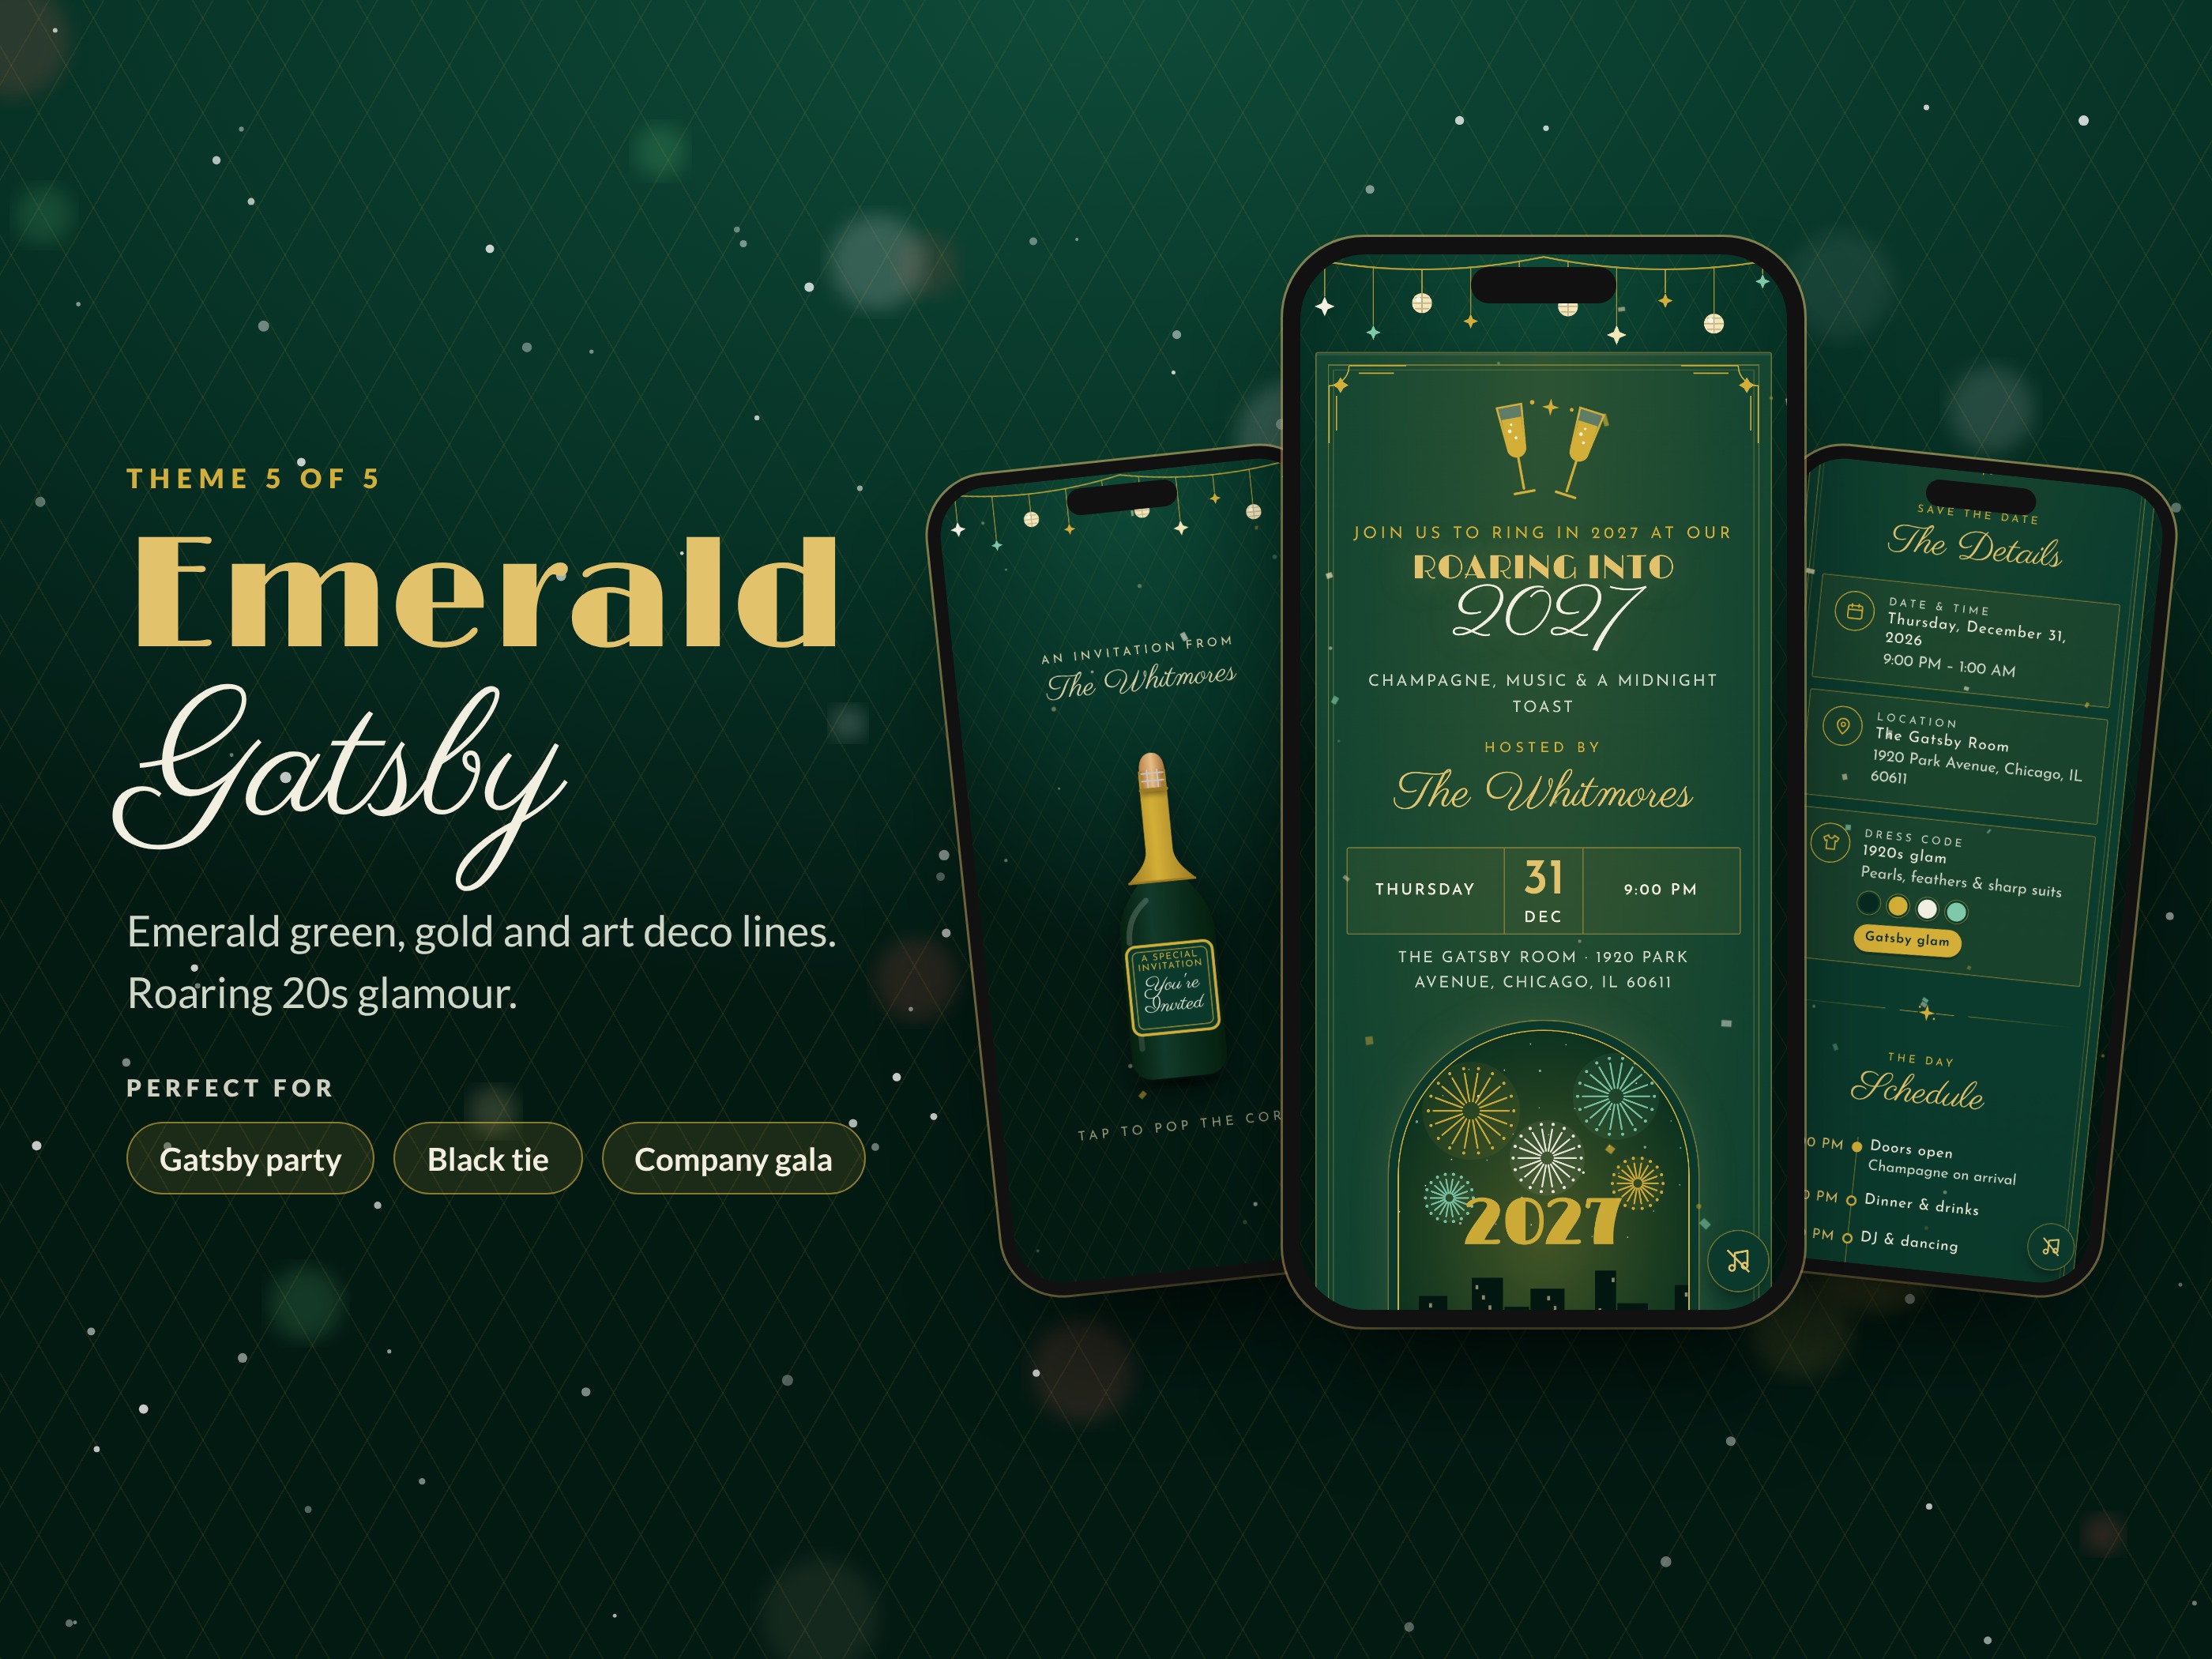 THEME 5 OF 5
Emerald
Gatsby
Emerald green, gold and art deco lines.
Roaring 20s glamour.
PERFECT FOR
Gatsby party
Black tie
Company gala
AN INVITATION FROM
The Whitmores
A SPECIAL
INVITATION
You're
Invited
TAP TO POP THE COR
JOIN US TO RING IN 2027 AT OUR
ROARING INTO
2027
CHAMPAGNE, MUSIC & A MIDNIGHT
TOAST
HOSTED BY
The Whitmores
THURSDAY
31
DEC
9:00 PM
THE GATSBY ROOM · 1920 PARK
AVENUE, CHICAGO, IL 60611
2027
SAVE THE DATE
The Details
DATE & TIME
Thursday, December 31,
2026
9:00 PM – 1:00 AM
LOCATION
The Gatsby Room
1920 Park Avenue, Chicago, IL
60611
DRESS CODE
1920s glam
Pearls, feathers & sharp suits
Gatsby glam
THE DAY
Schedule
0 PM Doors open
Champagne on arrival
PM Dinner & drinks
PM DJ & dancing